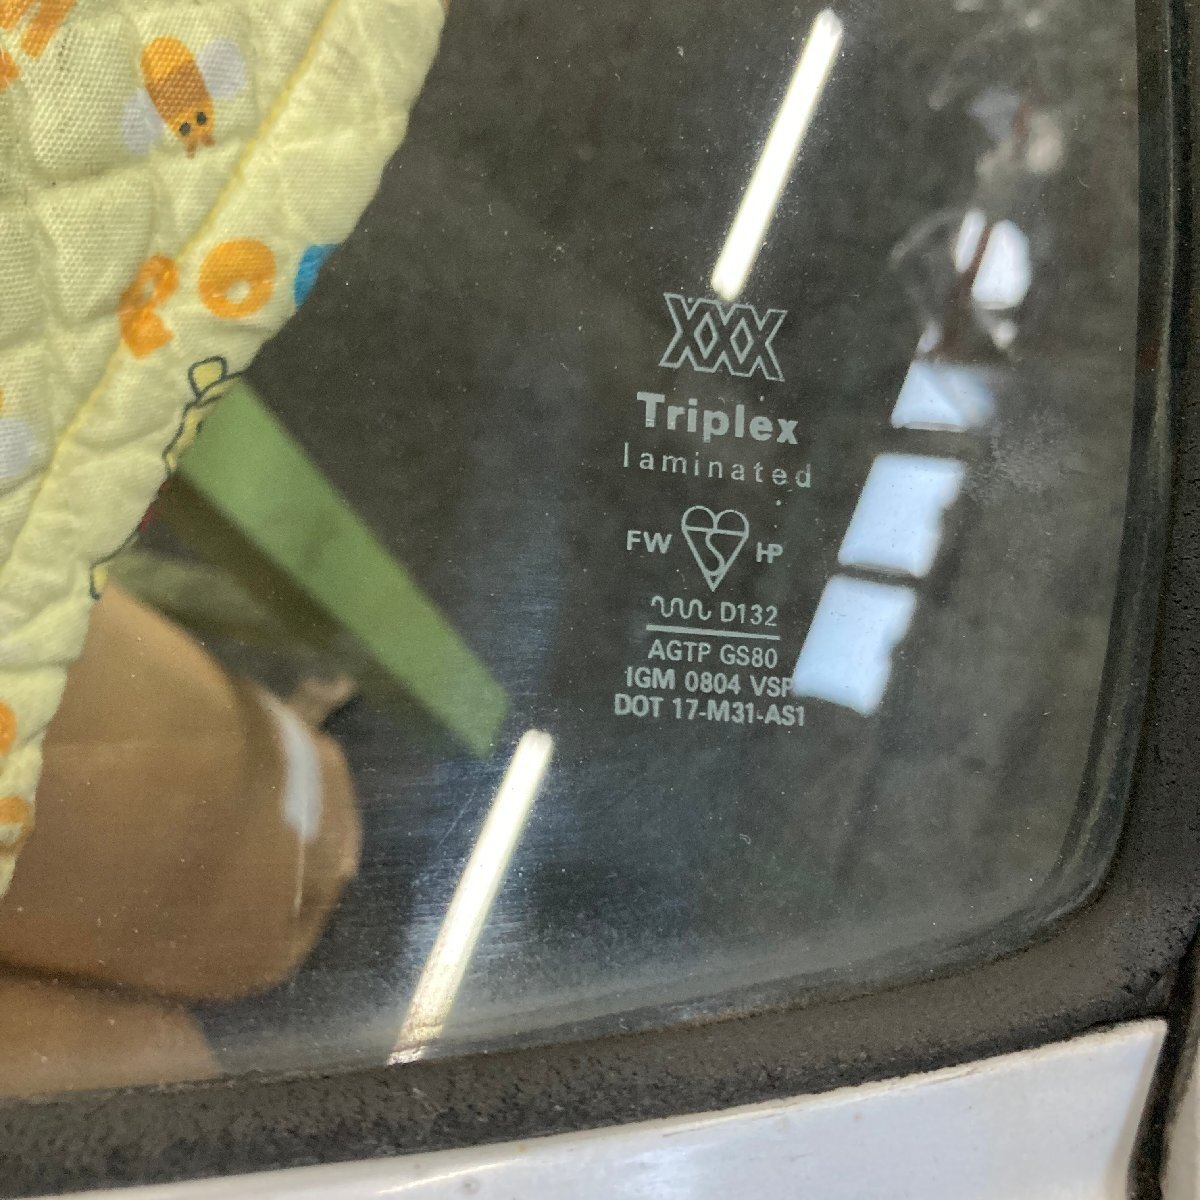 XXX
Triplex
laminated
FW HP
D132
AGTP GS80
IGM 0804 VSP
DOT 17-M31-AS1